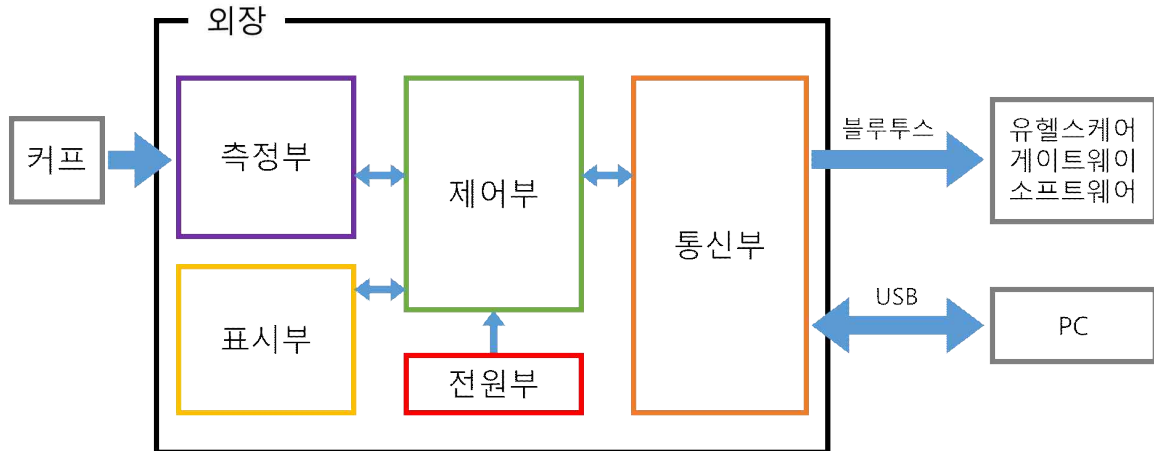 외장
커프
측정부
제어부
통신부
표시부
전원부
블루투스
유헬스케어
게이트웨이
소프트웨어
USB
PC